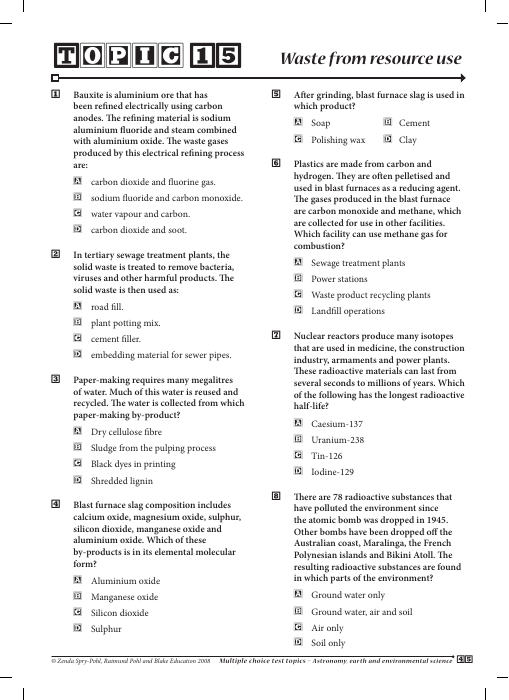 TOPIC 15
Waste from resource use
1 Bauxite is aluminium ore that has
been refined electrically using carbon
anodes. The refining material is sodium
aluminium fluoride and steam combined
with aluminium oxide. The waste gases
produced by this electrical refining process
are:
A carbon dioxide and fluorine gas.
B sodium fluoride and carbon monoxide.
C water vapour and carbon.
D carbon dioxide and soot.
2 In tertiary sewage treatment plants, the
solid waste is treated to remove bacteria,
viruses and other harmful products. The
solid waste is then used as:
A road fill.
B plant potting mix.
C cement filler.
D embedding material for sewer pipes.
3 Paper-making requires many megalitres
of water. Much of this water is reused and
recycled. The water is collected from which
paper-making by-product?
A Dry cellulose fibre
B Sludge from the pulping process
C Black dyes in printing
D Shredded lignin
4 Blast furnace slag composition includes
calcium oxide, magnesium oxide, sulphur,
silicon dioxide, manganese oxide and
aluminium oxide. Which of these
by-products is in its elemental molecular
form?
A Aluminium oxide
B Manganese oxide
C Silicon dioxide
D Sulphur
5 After grinding, blast furnace slag is used in
which product?
A Soap B Cement
C Polishing wax D Clay
6 Plastics are made from carbon and
hydrogen. They are often pelletised and
used in blast furnaces as a reducing agent.
The gases produced in the blast furnace
are carbon monoxide and methane, which
are collected for use in other facilities.
Which facility can use methane gas for
combustion?
A Sewage treatment plants
B Power stations
C Waste product recycling plants
D Landfill operations
7 Nuclear reactors produce many isotopes
that are used in medicine, the construction
industry, armaments and power plants.
These radioactive materials can last from
several seconds to millions of years. Which
of the following has the longest radioactive
half-life?
A Caesium-137
B Uranium-238
C Tin-126
D Iodine-129
8 There are 78 radioactive substances that
have polluted the environment since
the atomic bomb was dropped in 1945.
Other bombs have been dropped off the
Australian coast, Maralinga, the French
Polynesian islands and Bikini Atoll. The
resulting radioactive substances are found
in which parts of the environment?
A Ground water only
B Ground water, air and soil
C Air only
D Soil only
© Zenda Spry-Pohl, Raimund Pohl and Blake Education 2008 Multiple choice test topics – Astronomy, earth and environmental science 45